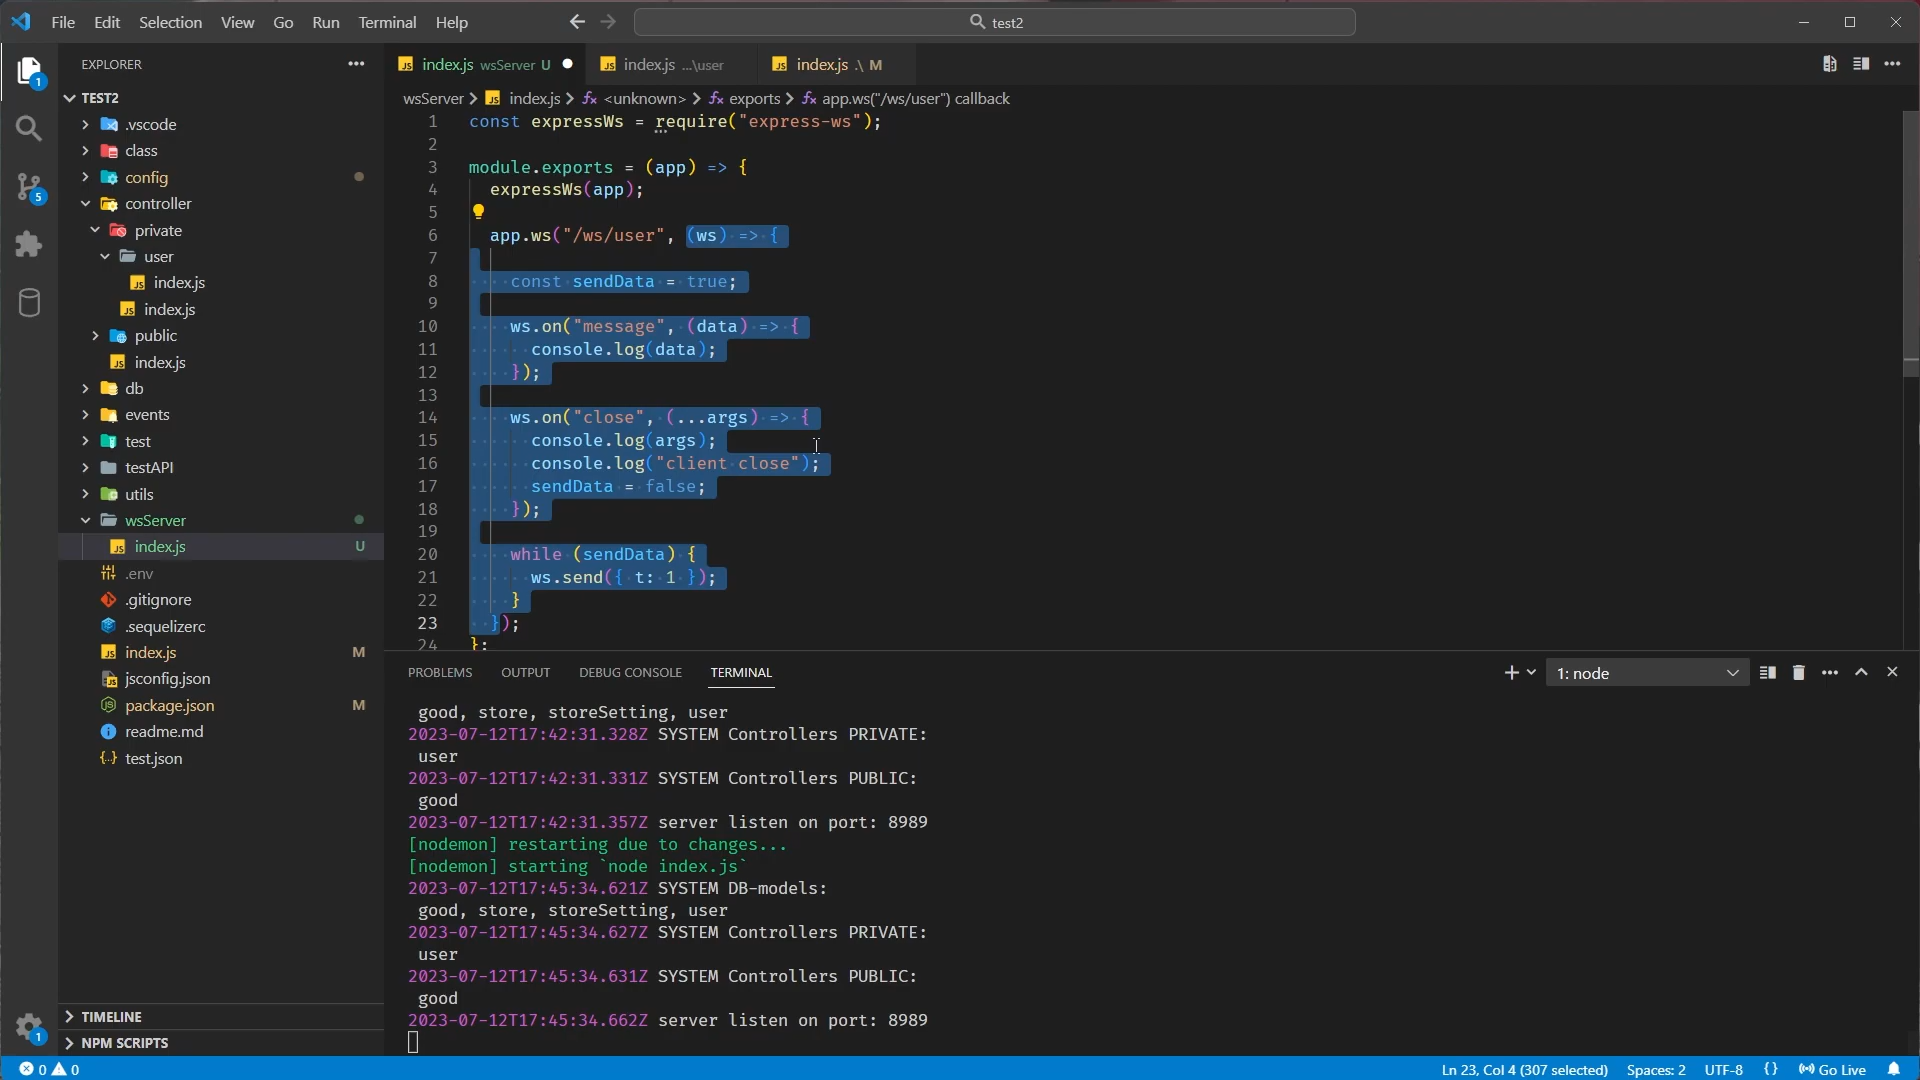 File Edit Selection View Go Run Terminal Help
test2
EXPLORER
index.js wsServer U
index.js ...\user
index.js .\ M
wsServer > index.js > <unknown> > exports > app.ws("/ws/user") callback
TEST2
.vscode
class
config
controller
private
user
index.js
index.js
public
index.js
db
events
test
testAPI
utils
wsServer
index.js U
.env
.gitignore
.sequelizerc
index.js M
jsconfig.json
package.json M
readme.md
test.json
TIMELINE
NPM SCRIPTS
1
5
1
1 const expressWs = require("express-ws");
2
3 module.exports = (app) => {
4 expressWs(app);
5
6 app.ws("/ws/user", (ws) => {
7
8 const sendData = true;
9
10 ws.on("message", (data) => {
11 console.log(data);
12 });
13
14 ws.on("close", (...args) => {
15 console.log(args);
16 console.log("client close");
17 sendData = false;
18 });
19
20 while (sendData) {
21 ws.send({ t: 1 });
22 }
23 });
24 };
PROBLEMS OUTPUT DEBUG CONSOLE TERMINAL
1: node
good, store, storeSetting, user
2023-07-12T17:42:31.328Z SYSTEM Controllers PRIVATE:
user
2023-07-12T17:42:31.331Z SYSTEM Controllers PUBLIC:
good
2023-07-12T17:42:31.357Z server listen on port: 8989
[nodemon] restarting due to changes...
[nodemon] starting `node index.js`
2023-07-12T17:45:34.621Z SYSTEM DB-models:
good, store, storeSetting, user
2023-07-12T17:45:34.627Z SYSTEM Controllers PRIVATE:
user
2023-07-12T17:45:34.631Z SYSTEM Controllers PUBLIC:
good
2023-07-12T17:45:34.662Z server listen on port: 8989
0 0
Ln 23, Col 4 (307 selected) Spaces: 2 UTF-8 {} Go Live